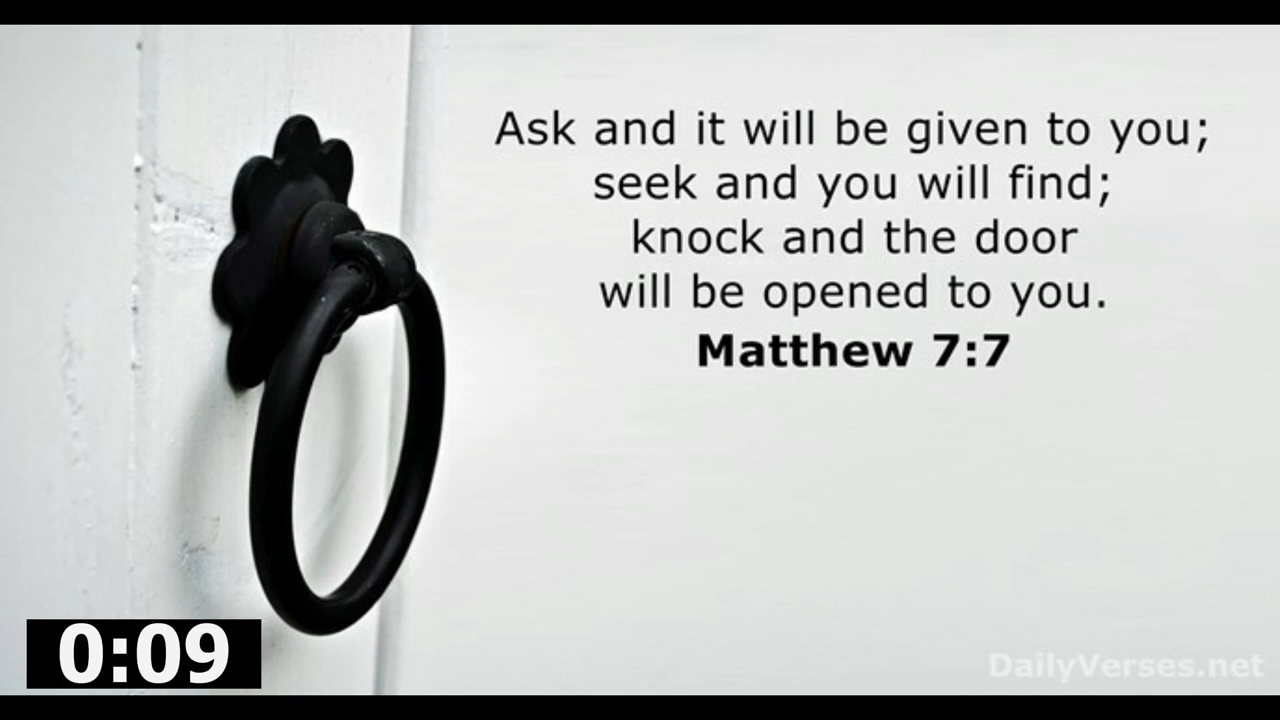 Ask and it will be given to you;
seek and you will find;
knock and the door
will be opened to you.
Matthew 7:7
0:09
DailyVerses.net